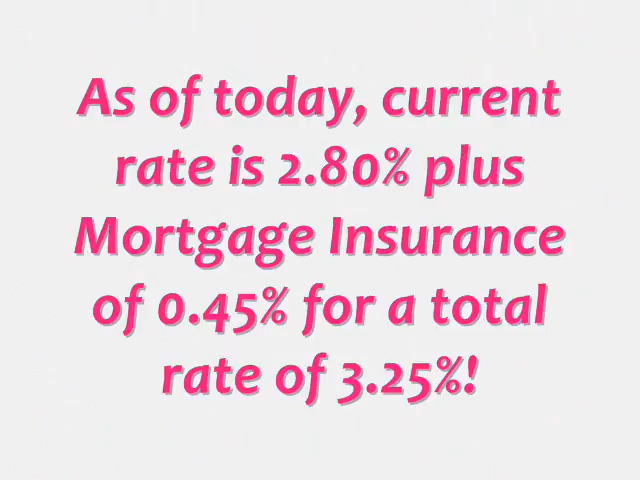 As of today, current
rate is 2.80% plus
Mortgage Insurance
of 0.45% for a total
rate of 3.25%!